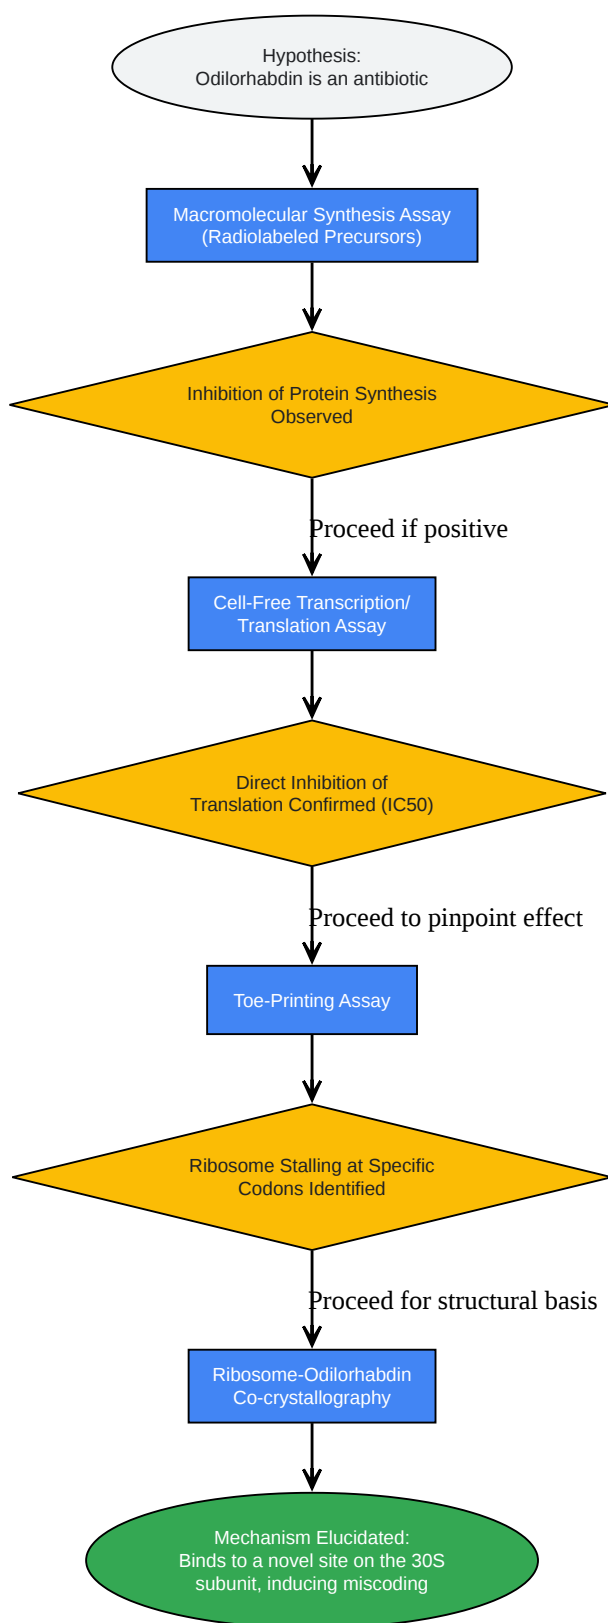 Hypothesis:
Odilorhabdin is an antibiotic
Macromolecular Synthesis Assay
(Radiolabeled Precursors)
Inhibition of Protein Synthesis
Observed
Proceed if positive
Cell-Free Transcription/
Translation Assay
Direct Inhibition of
Translation Confirmed (IC50)
Proceed to pinpoint effect
Toe-Printing Assay
Ribosome Stalling at Specific
Codons Identified
Proceed for structural basis
Ribosome-Odilorhabdin
Co-crystallography
Mechanism Elucidated:
Binds to a novel site on the 30S
subunit, inducing miscoding